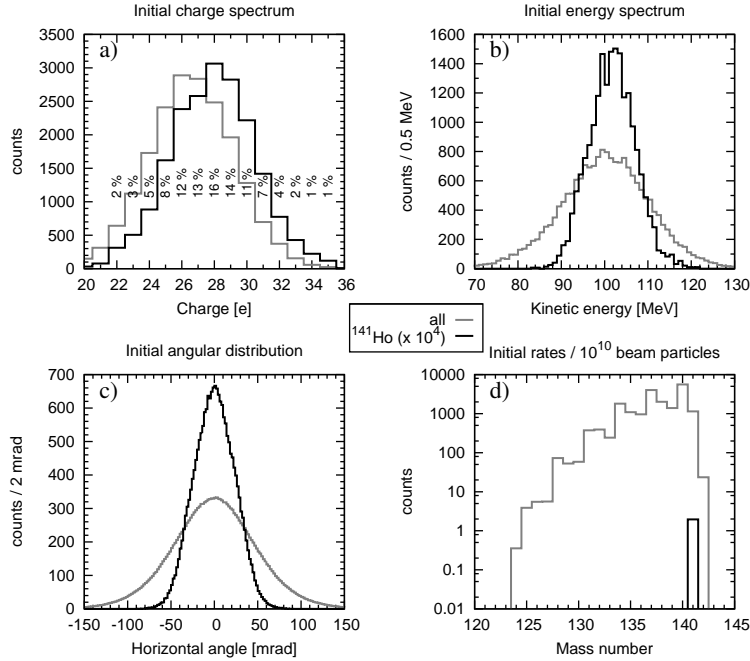 Initial charge spectrum
a)
3500
3000
2500
2000
1500
1000
500
0
counts
2 %
3 %
5 %
8 %
12 %
13 %
16 %
14 %
11 %
7 %
4 %
2 %
1 %
1 %
20 22 24 26 28 30 32 34 36
Charge [e]
Initial energy spectrum
b)
1600
1400
1200
1000
800
600
400
200
0
counts / 0.5 MeV
70 80 90 100 110 120 130
Kinetic energy [MeV]
all
¹⁴¹Ho (x 10⁴)
Initial angular distribution
c)
700
600
500
400
300
200
100
0
counts / 2 mrad
-150 -100 -50 0 50 100 150
Horizontal angle [mrad]
Initial rates / 10¹⁰ beam particles
d)
10000
1000
100
10
1
0.1
0.01
counts
120 125 130 135 140 145
Mass number